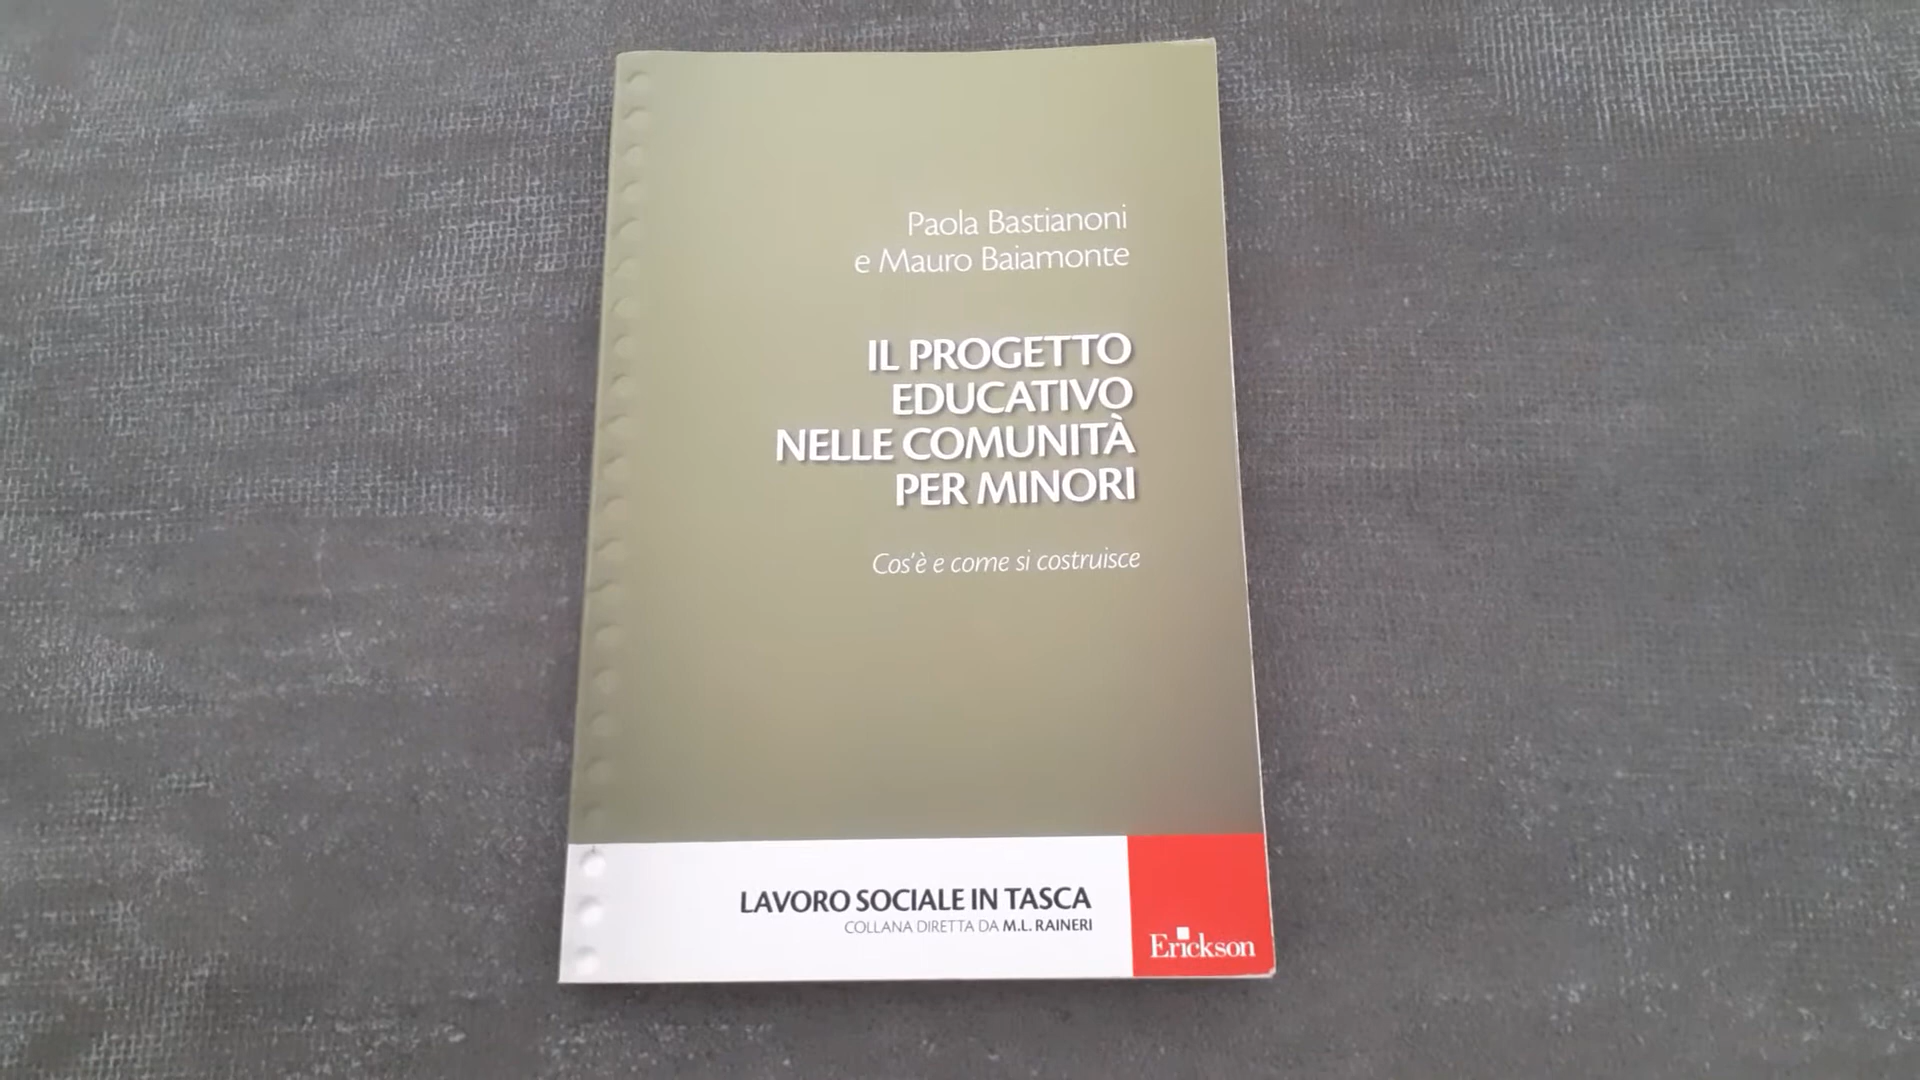 Paola Bastianoni
e Mauro Baiamonte
IL PROGETTO
EDUCATIVO
NELLE COMUNITÀ
PER MINORI
Cos'è e come si costruisce
LAVORO SOCIALE IN TASCA
COLLANA DIRETTA DA M.L. RAINERI
Erickson